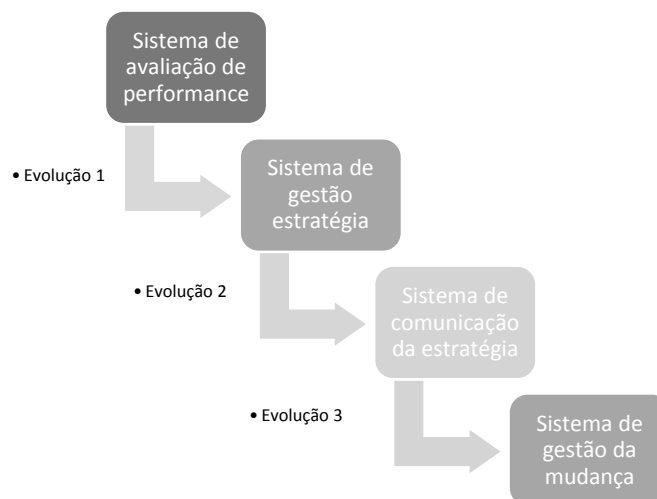 Sistema de
avaliação de
performance
• Evolução 1
Sistema de
gestão
estratégia
• Evolução 2
Sistema de
comunicação
da estratégia
• Evolução 3
Sistema de
gestão da
mudança